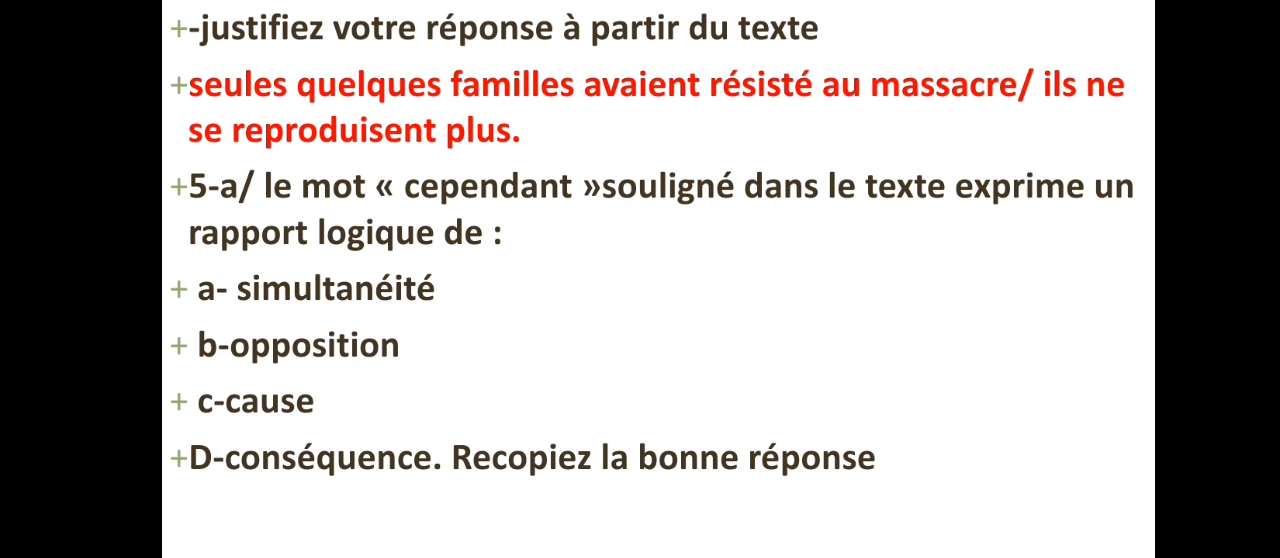 +-justifiez votre réponse à partir du texte
+seules quelques familles avaient résisté au massacre/ ils ne
se reproduisent plus.
+5-a/ le mot « cependant »souligné dans le texte exprime un
rapport logique de :
+ a- simultanéité
+ b-opposition
+ c-cause
+D-conséquence. Recopiez la bonne réponse